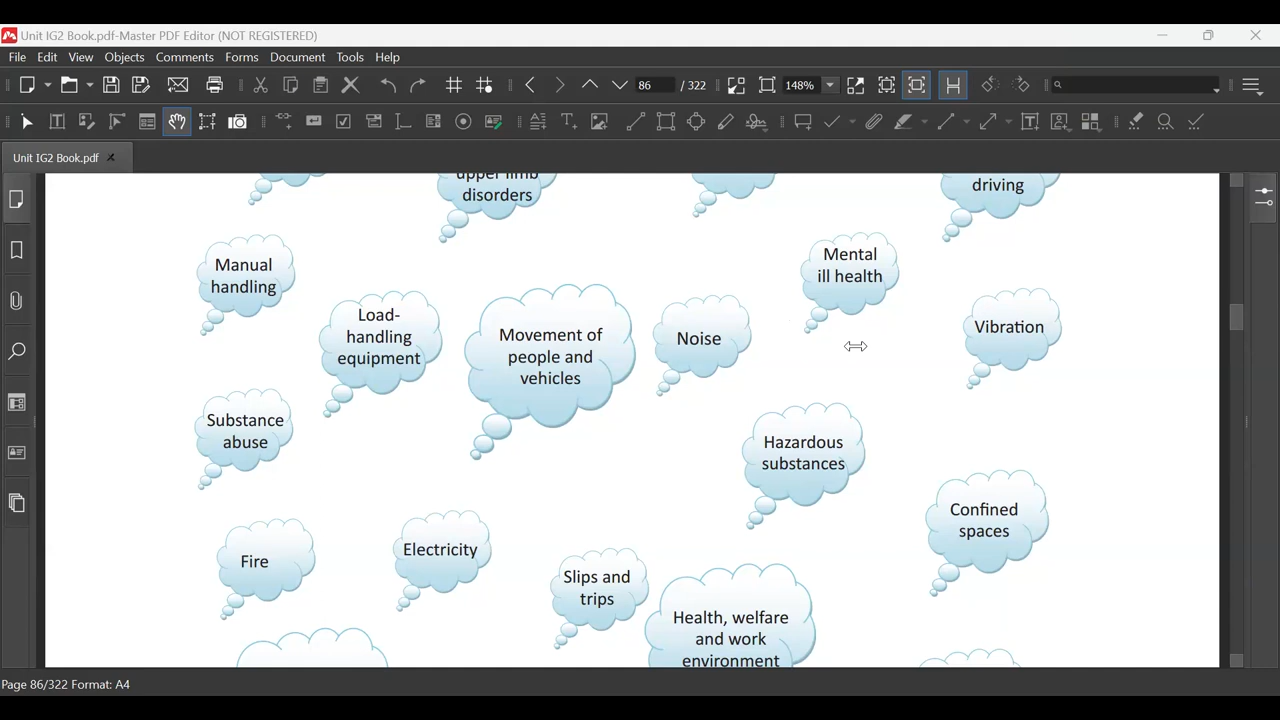 Unit IG2 Book.pdf-Master PDF Editor (NOT REGISTERED)
File Edit View Objects Comments Forms Document Tools Help
86 / 322
148%
Unit IG2 Book.pdf
upper limb
disorders
driving
Manual
handling
Mental
ill health
Load-
handling
equipment
Movement of
people and
vehicles
Noise
Vibration
Substance
abuse
Hazardous
substances
Confined
spaces
Fire
Electricity
Slips and
trips
Health, welfare
and work
environment
Page 86/322 Format: A4